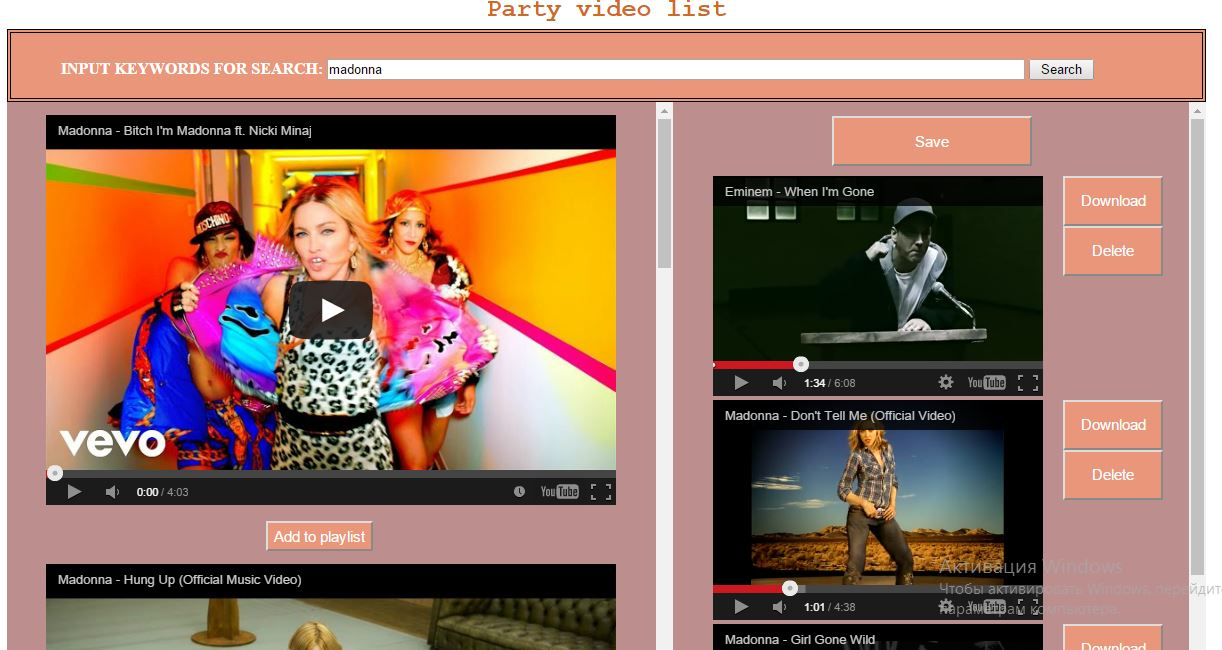 Party video list
INPUT KEYWORDS FOR SEARCH: madonna Search
Madonna - Bitch I'm Madonna ft. Nicki Minaj
MOSCHINO
vevo
0:00 / 4:03 YouTube
Add to playlist
Madonna - Hung Up (Official Music Video)
Save
Eminem - When I'm Gone
1:34 / 6:08 YouTube
Download
Delete
Madonna - Don't Tell Me (Official Video)
1:01 / 4:38 YouTube
Download
Delete
Активация Windows
Чтобы активировать Windows, перейдите
параметрам компьютера.
Madonna - Girl Gone Wild
Download